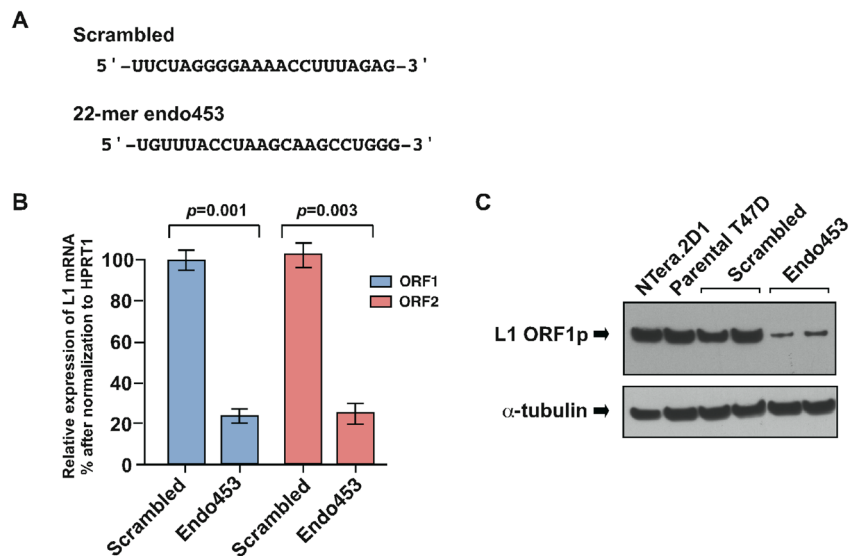 A
Scrambled
5'-UUCUAGGGGAAAACCUUUAGAG-3'
22-mer endo453
5'-UGUUUACCUAAGCAAGCCUGGG-3'
B
p=0.001 p=0.003
Relative expression of L1 mRNA
% after normalization to HPRT1
100
80
60
40
20
0
ORF1
ORF2
Scrambled Endo453 Scrambled Endo453
C
NTera.2D1 Parental T47D Scrambled Endo453
L1 ORF1p
α-tubulin